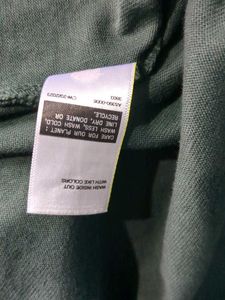 WASH INSIDE OUT
WITH LIKE COLORS
CARE FOR OUR PLANET :
WASH LESS, WASH COLD,
LINE DRY, DONATE OR
RECYCLE.